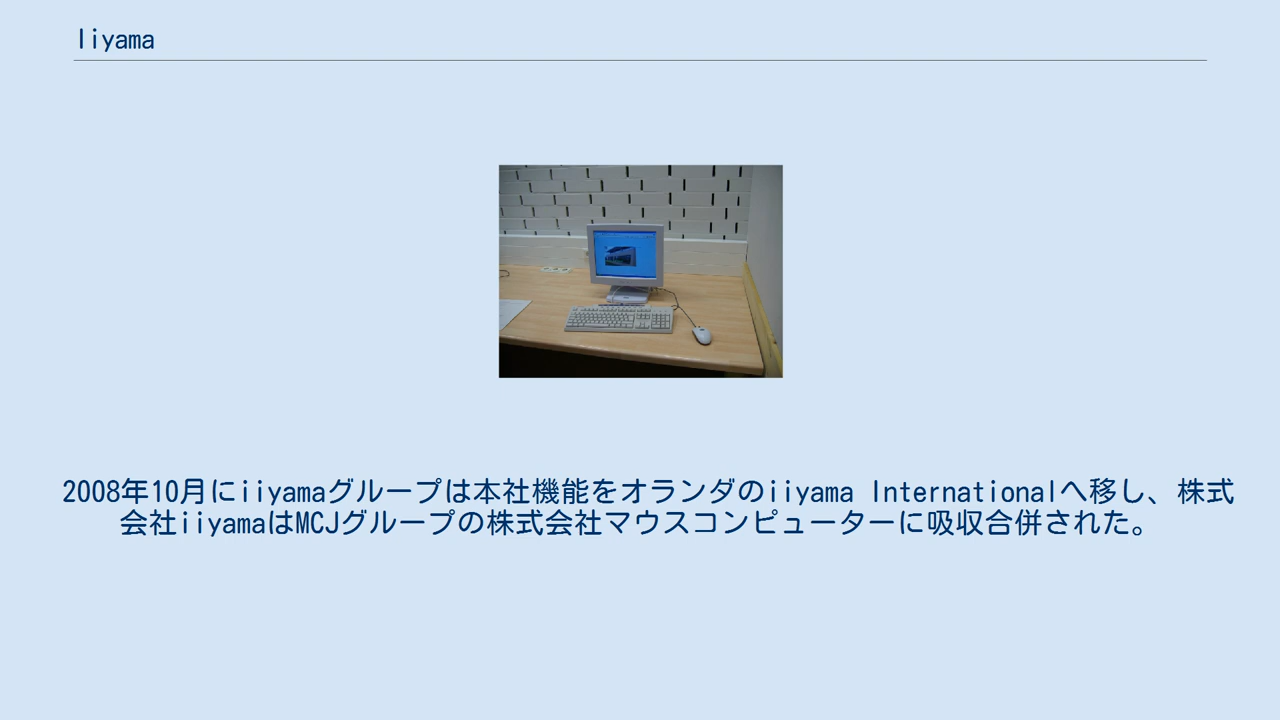 Iiyama
2008年10月にiiyamaグループは本社機能をオランダのiiyama Internationalへ移し、株式
会社iiyamaはMCJグループの株式会社マウスコンピューターに吸収合併された。